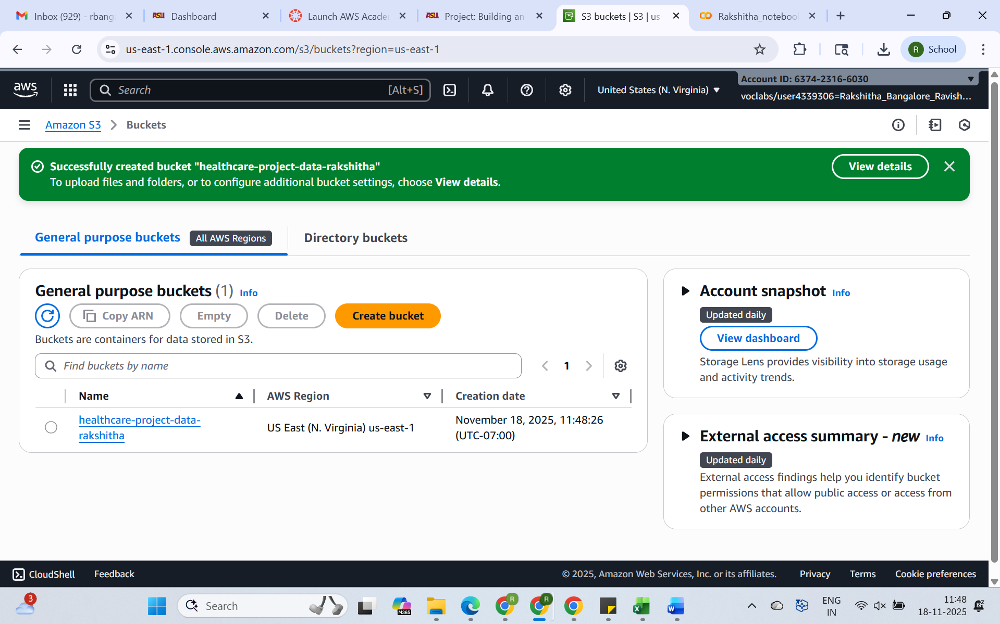 Inbox (929) - rbang
Dashboard
Launch AWS Acade
Project: Building an
S3 buckets | S3 | us-
Rakshitha_notebook
us-east-1.console.aws.amazon.com/s3/buckets?region=us-east-1
R School
aws
Search [Alt+S]
United States (N. Virginia)
Account ID: 6374-2316-6030
voclabs/user4339306=Rakshitha_Bangalore_Ravish...
Amazon S3 > Buckets
Successfully created bucket "healthcare-project-data-rakshitha"
To upload files and folders, or to configure additional bucket settings, choose View details.
View details
General purpose buckets All AWS Regions Directory buckets
General purpose buckets (1) Info
Copy ARN Empty Delete Create bucket
Buckets are containers for data stored in S3.
Find buckets by name
1
Name AWS Region Creation date
healthcare-project-data-
rakshitha
US East (N. Virginia) us-east-1
November 18, 2025, 11:48:26
(UTC-07:00)
Account snapshot Info
Updated daily
View dashboard
Storage Lens provides visibility into storage usage
and activity trends.
External access summary - new Info
Updated daily
External access findings help you identify bucket
permissions that allow public access or access from
other AWS accounts.
CloudShell Feedback © 2025, Amazon Web Services, Inc. or its affiliates. Privacy Terms Cookie preferences
3
Search
M365
R
R
ENG
IN
11:48
18-11-2025